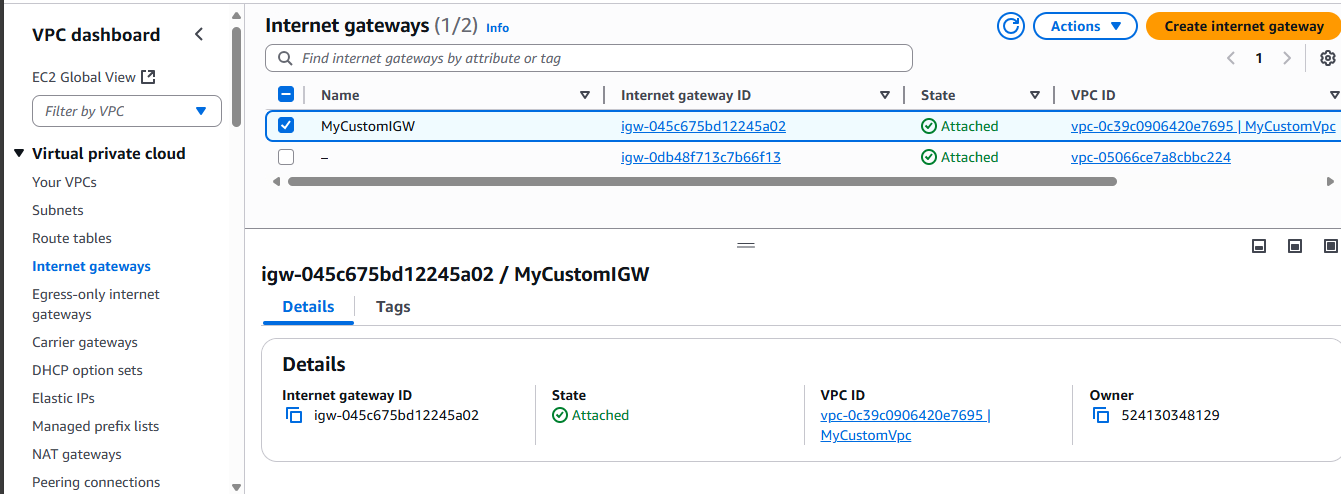 VPC dashboard
EC2 Global View
Filter by VPC
Virtual private cloud
Your VPCs
Subnets
Route tables
Internet gateways
Egress-only internet
gateways
Carrier gateways
DHCP option sets
Elastic IPs
Managed prefix lists
NAT gateways
Peering connections
Internet gateways (1/2) Info
Actions
Create internet gateway
Find internet gateways by attribute or tag
1
Name Internet gateway ID State VPC ID
MyCustomIGW igw-045c675bd12245a02 Attached vpc-0c39c0906420e7695 | MyCustomVpc
– igw-0db48f713c7b66f13 Attached vpc-05066ce7a8cbbc224
igw-045c675bd12245a02 / MyCustomIGW
Details Tags
Details
Internet gateway ID
igw-045c675bd12245a02
State
Attached
VPC ID
vpc-0c39c0906420e7695 |
MyCustomVpc
Owner
524130348129